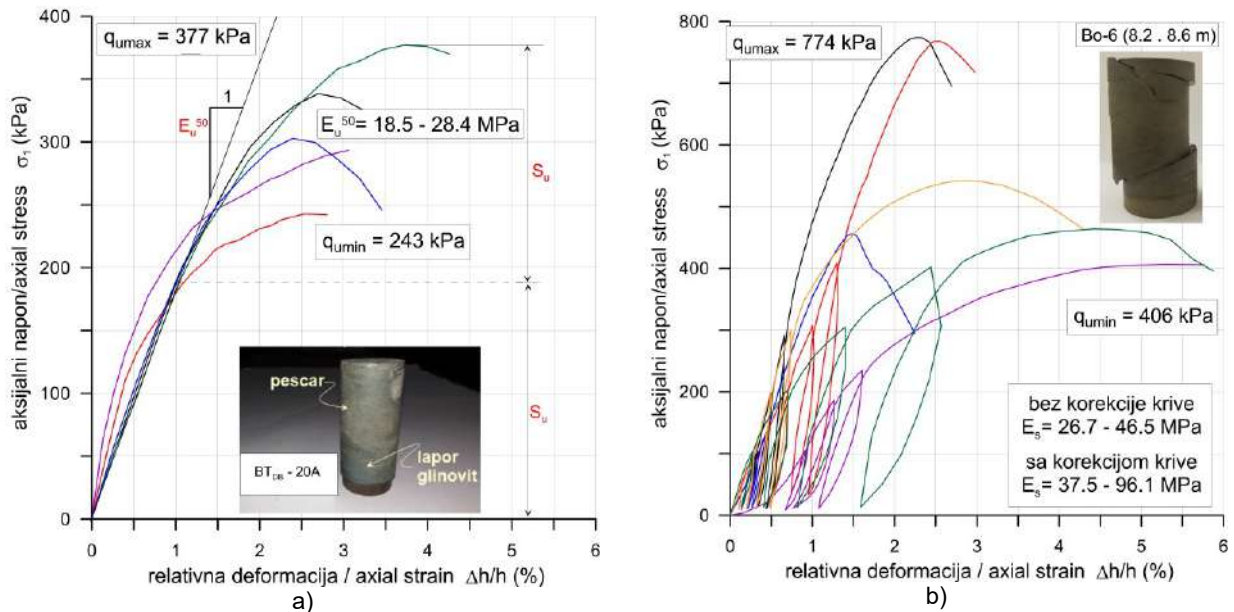 400
300
200
100
0
aksijalni napon/axial stress σ₁ (kPa)
q_umax = 377 kPa
1
E_u^50
E_u^50= 18.5 - 28.4 MPa
S_u
q_umin = 243 kPa
S_u
pescar
lapor
glinovit
BT_DB - 20A
0 1 2 3 4 5 6
relativna deformacija / axial strain Δh/h (%)
a)
800
600
400
200
0
aksijalni napon/axial stress σ₁ (kPa)
q_umax = 774 kPa
Bo-6 (8.2 . 8.6 m)
q_umin = 406 kPa
bez korekcije krive
E_s= 26.7 - 46.5 MPa
sa korekcijom krive
E_s= 37.5 - 96.1 MPa
0 1 2 3 4 5 6
relativna deformacija / axial strain Δh/h (%)
b)